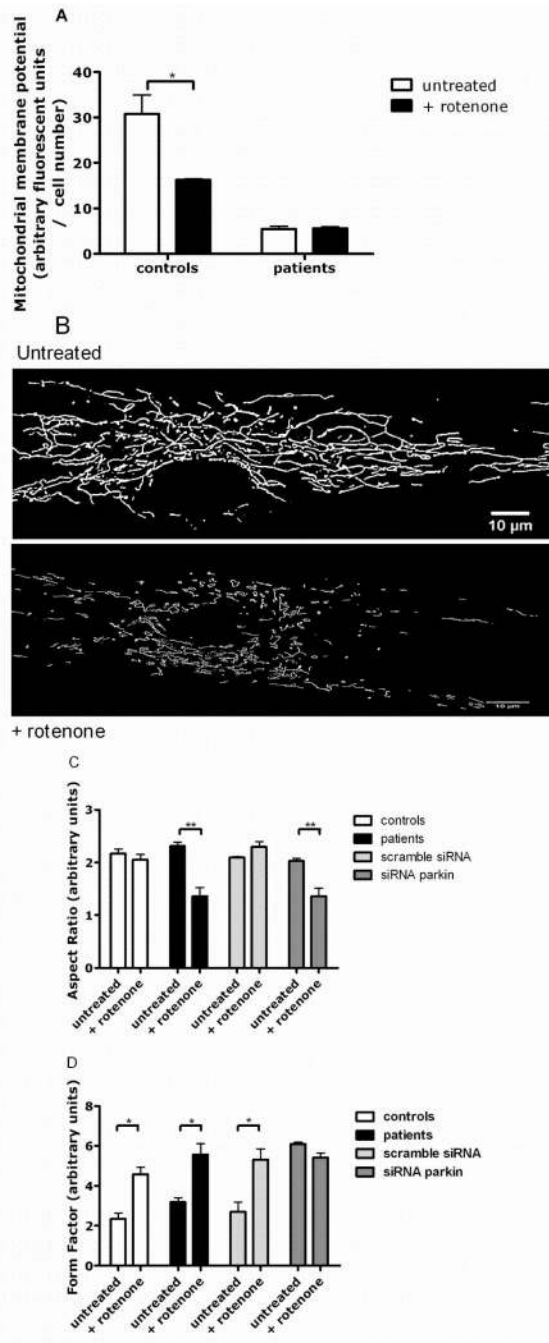 A
Mitochondrial membrane potential
(arbitrary fluorescent units
/ cell number)
40
30
20
10
0
*
controls
patients
untreated
+ rotenone
B
Untreated
10 µm
10 µm
+ rotenone
C
Aspect Ratio (arbitrary units)
3
2
1
0
**
**
controls
patients
scramble siRNA
siRNA parkin
untreated
+ rotenone
untreated
+ rotenone
untreated
+ rotenone
untreated
+ rotenone
D
Form Factor (arbitrary units)
8
6
4
2
0
*
*
*
controls
patients
scramble siRNA
siRNA parkin
untreated
+ rotenone
untreated
+ rotenone
untreated
+ rotenone
untreated
+ rotenone